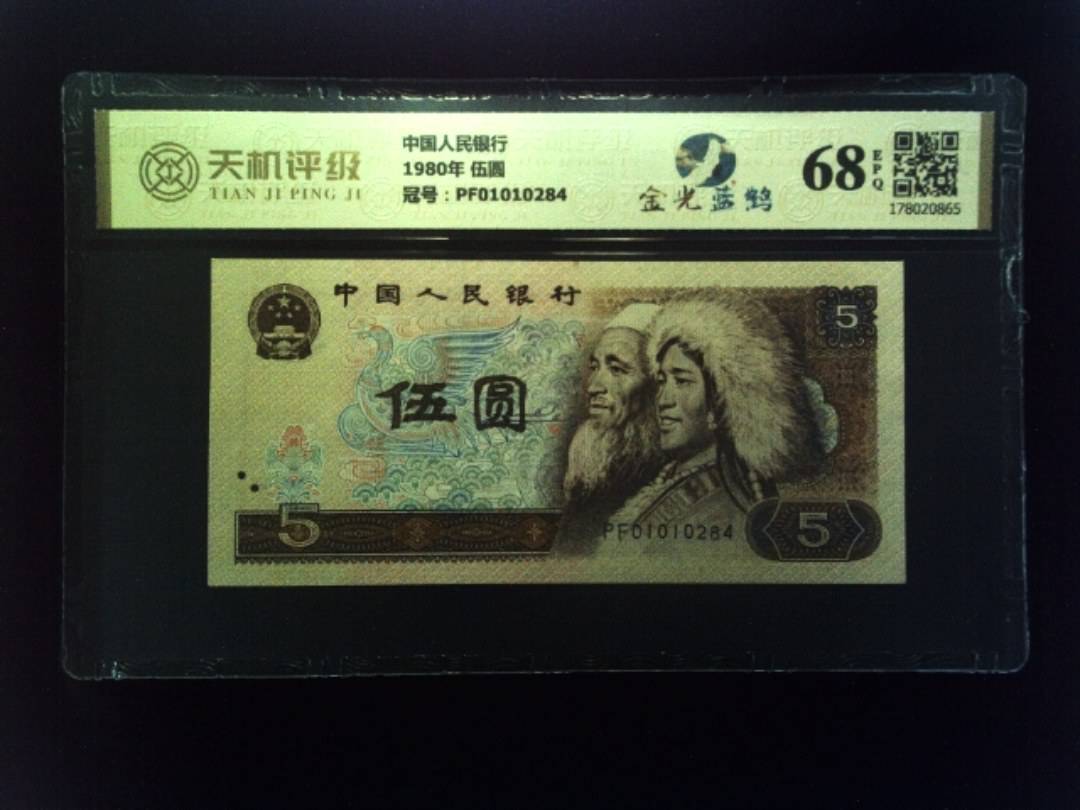 天机评级
TIAN JI PING JI
中国人民银行
1980年 伍圆
冠号：PF01010284
金光蓝鹤
68
EPQ
178020865
中国人民银行
5
伍圆
5
PF01010284
5